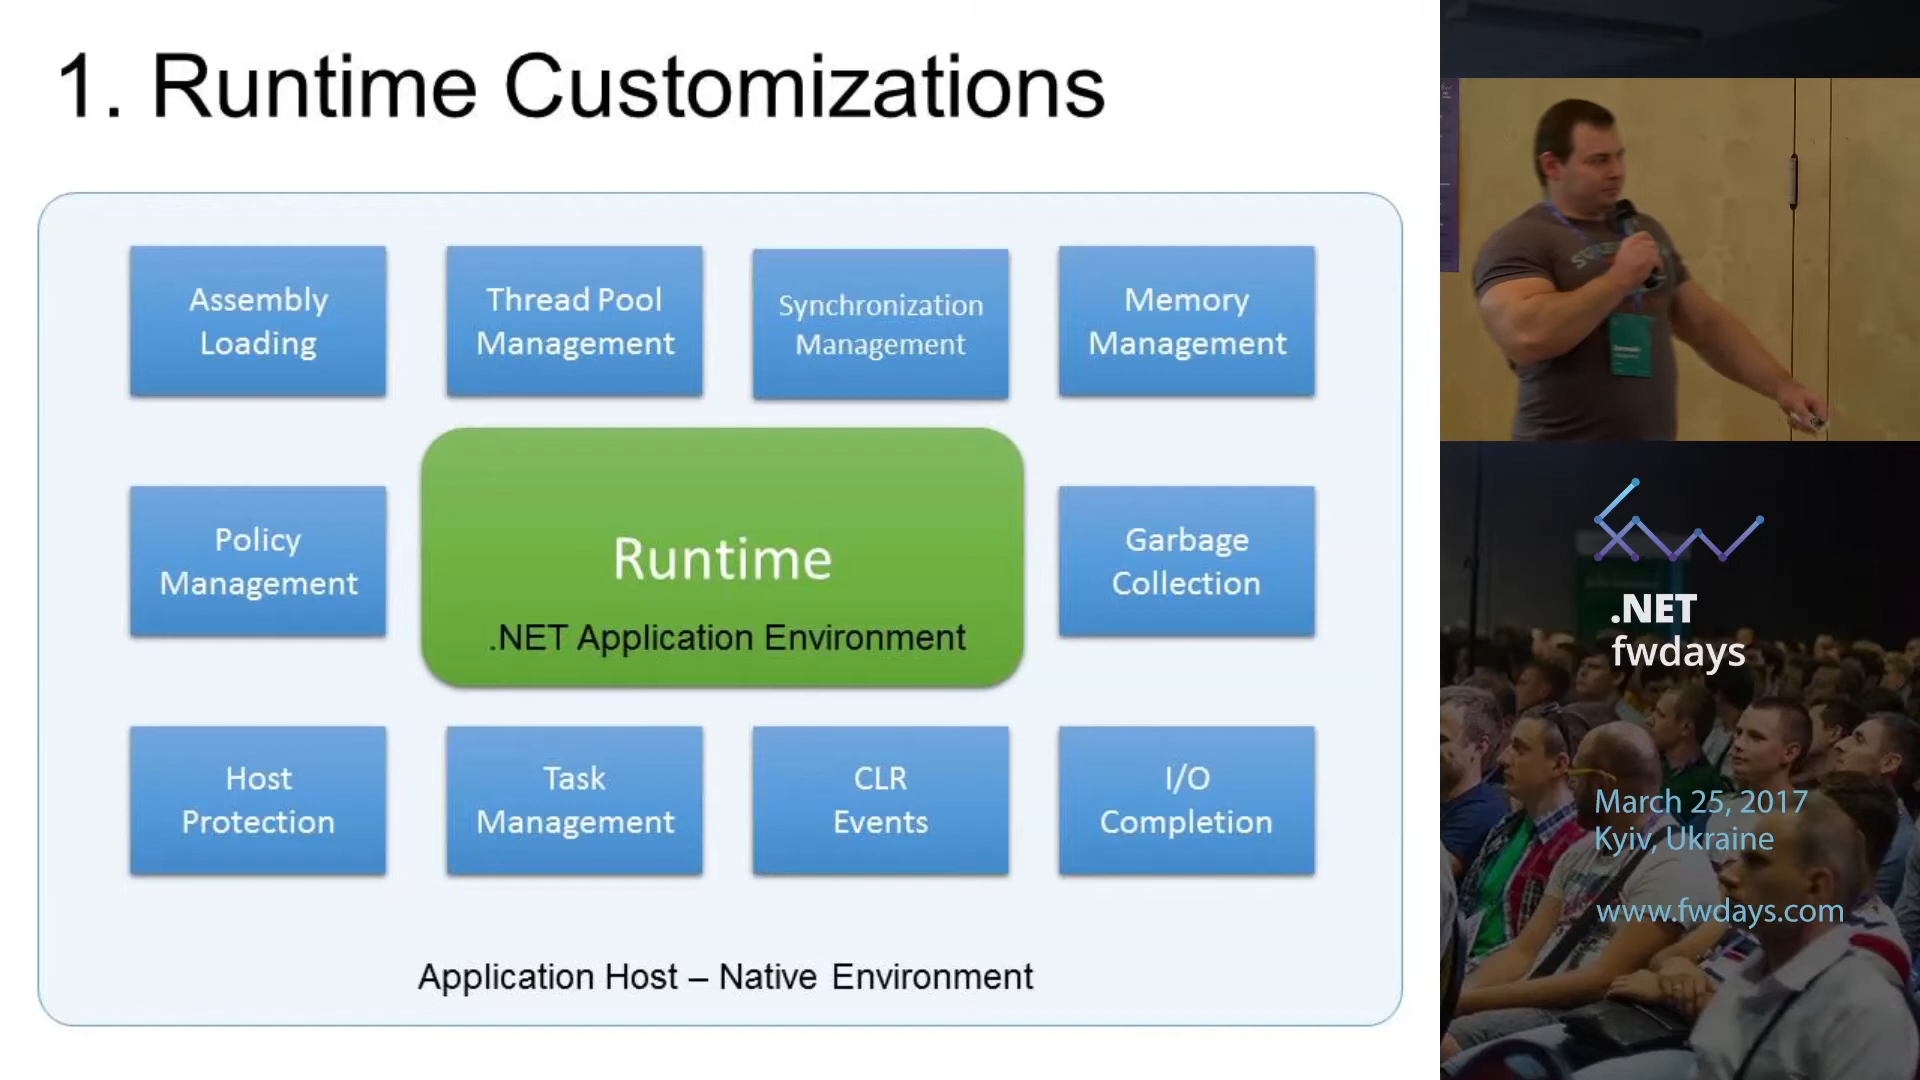 1. Runtime Customizations
Assembly
Loading
Thread Pool
Management
Synchronization
Management
Memory
Management
Policy
Management
Runtime
.NET Application Environment
Garbage
Collection
Host
Protection
Task
Management
CLR
Events
I/O
Completion
Application Host – Native Environment
.NET
fwdays
March 25, 2017
Kyiv, Ukraine
www.fwdays.com